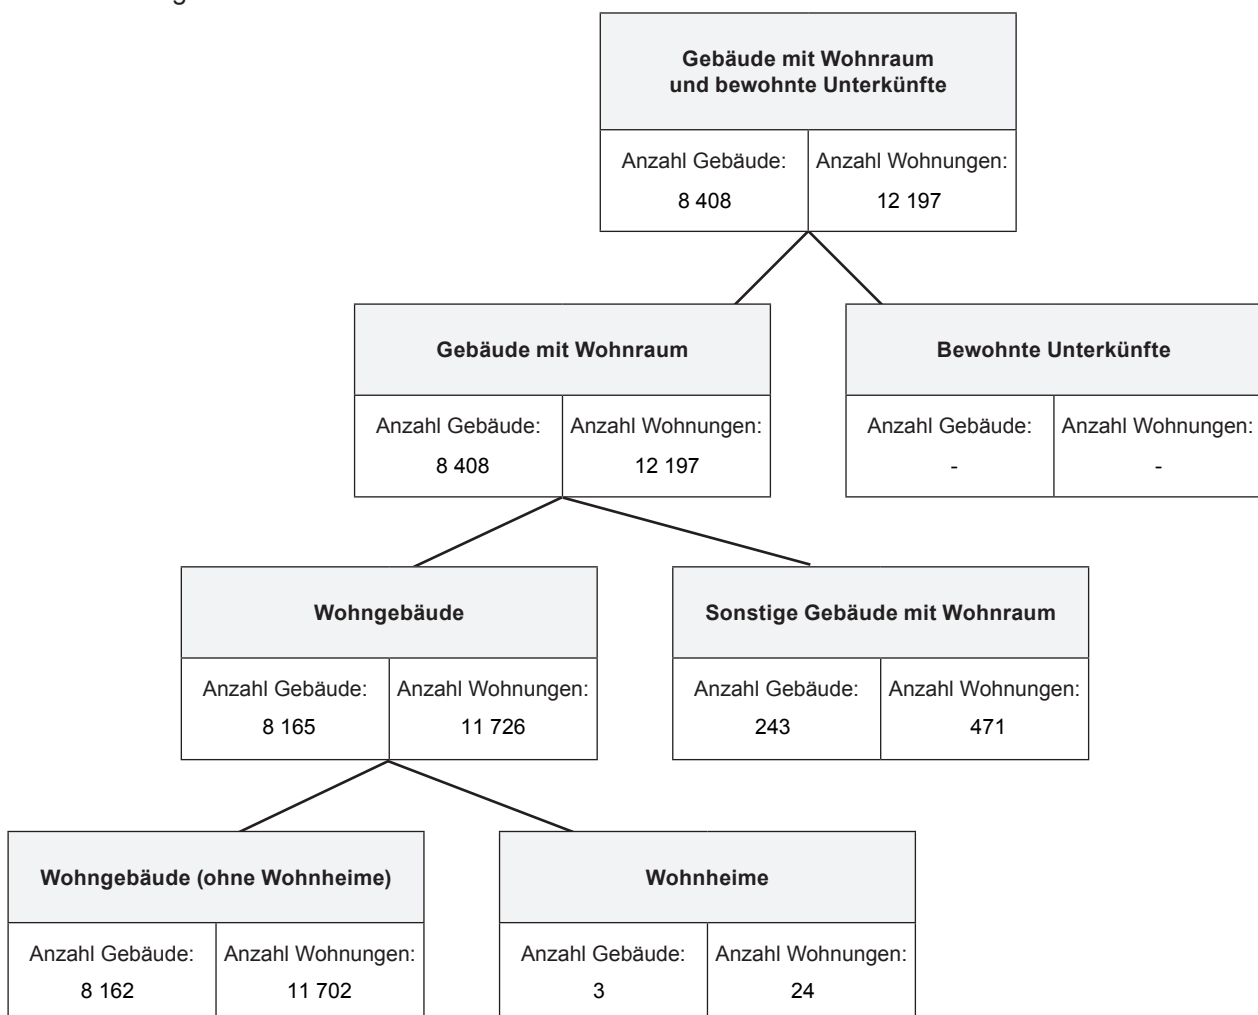 Gebäude mit Wohnraum
und bewohnte Unterkünfte
Anzahl Gebäude:
8 408
Anzahl Wohnungen:
12 197
Gebäude mit Wohnraum
Anzahl Gebäude:
8 408
Anzahl Wohnungen:
12 197
Bewohnte Unterkünfte
Anzahl Gebäude:
-
Anzahl Wohnungen:
-
Wohngebäude
Anzahl Gebäude:
8 165
Anzahl Wohnungen:
11 726
Sonstige Gebäude mit Wohnraum
Anzahl Gebäude:
243
Anzahl Wohnungen:
471
Wohngebäude (ohne Wohnheime)
Anzahl Gebäude:
8 162
Anzahl Wohnungen:
11 702
Wohnheime
Anzahl Gebäude:
3
Anzahl Wohnungen:
24